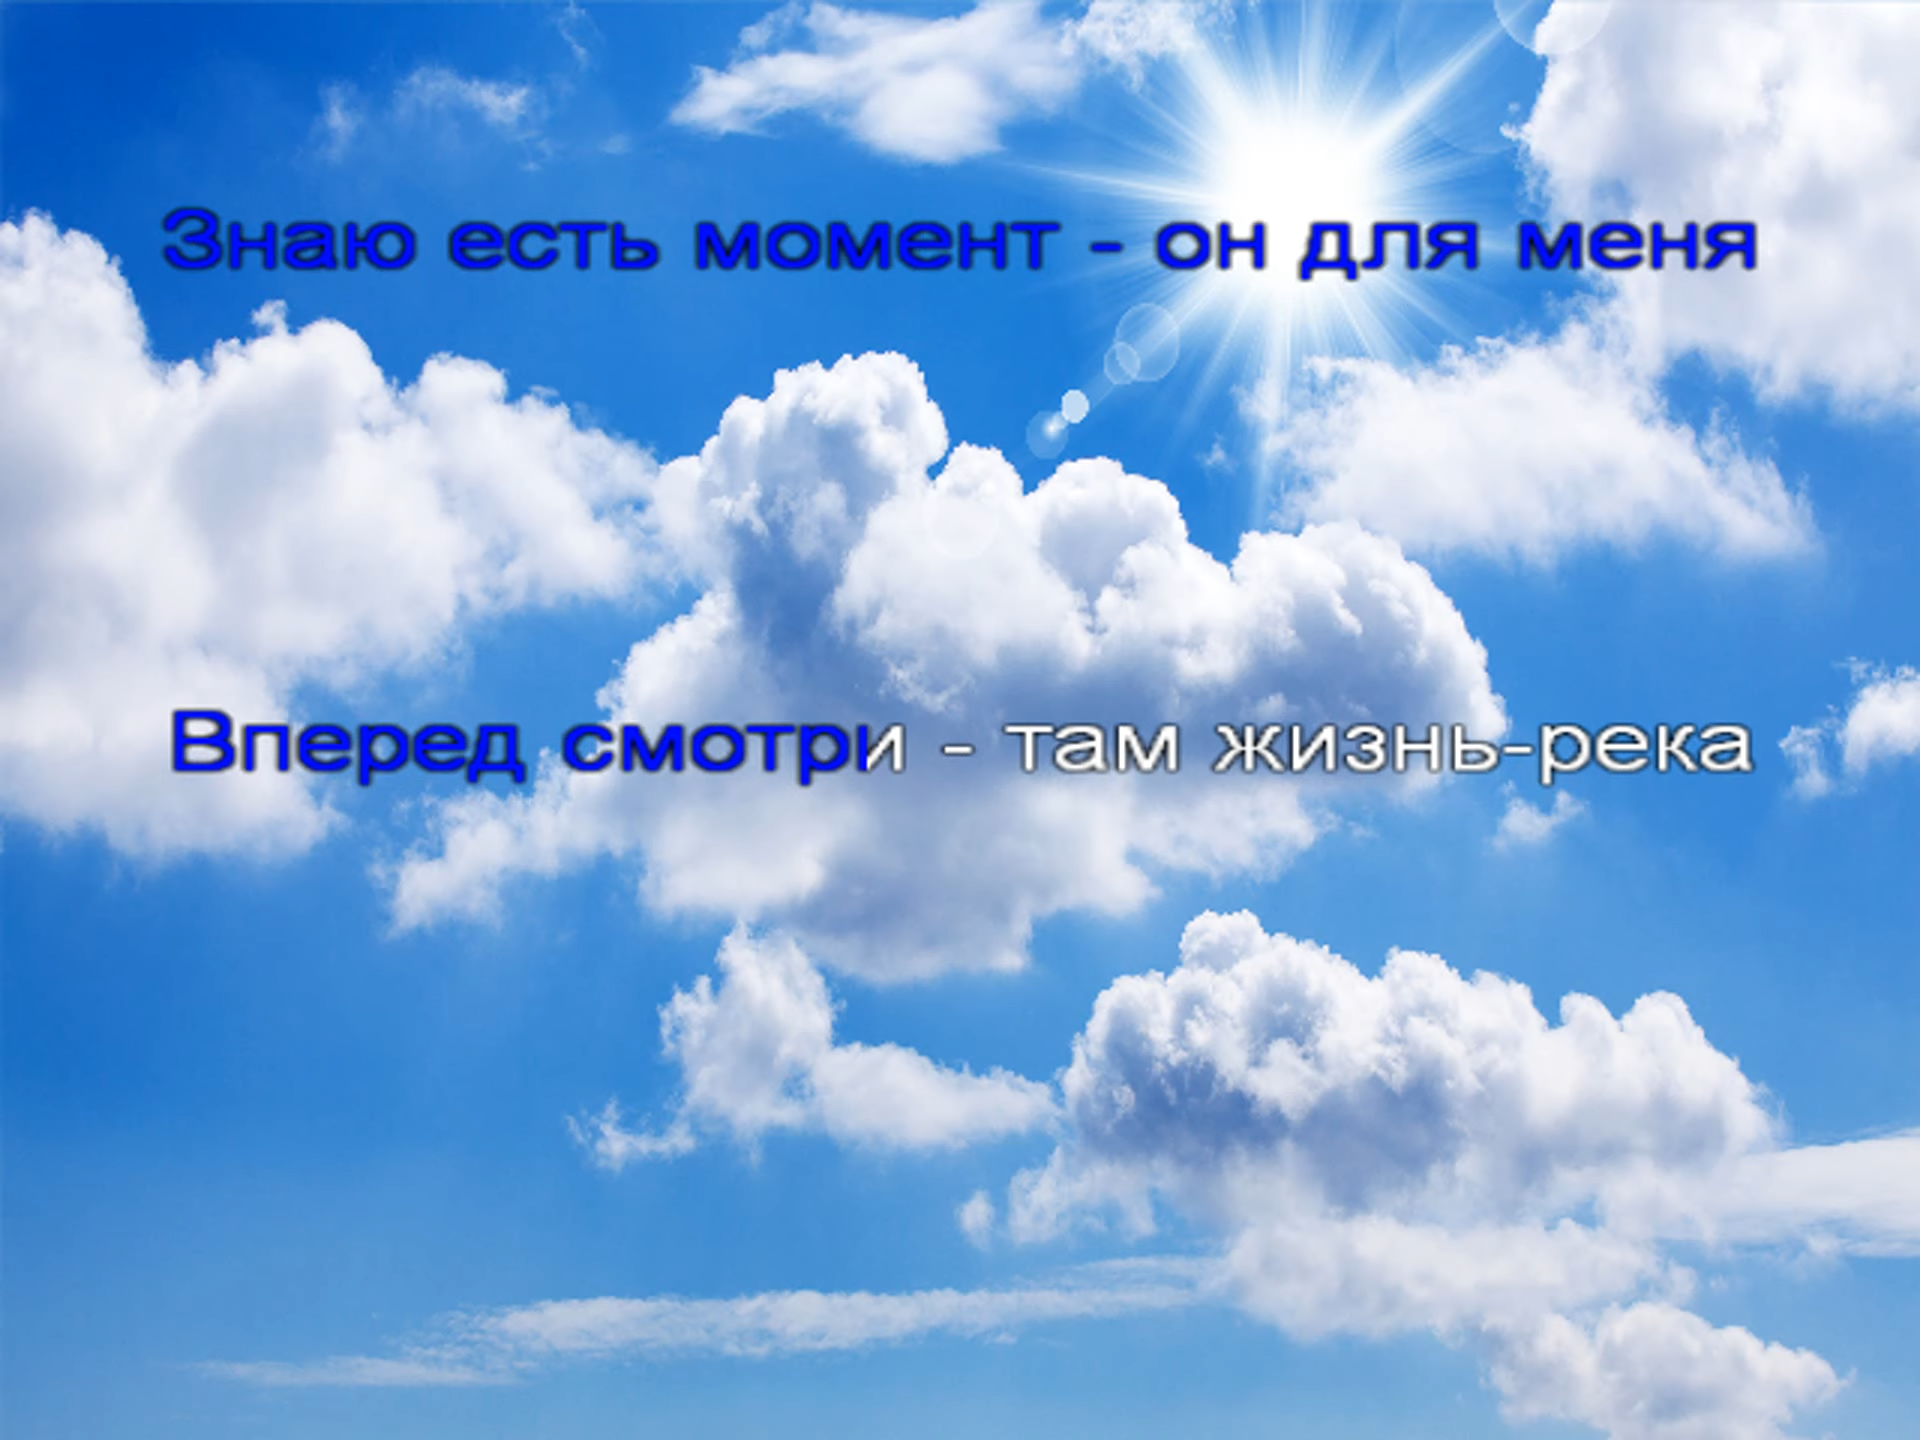 Знаю есть момент - он для меня
Вперед смотри - там жизнь-река